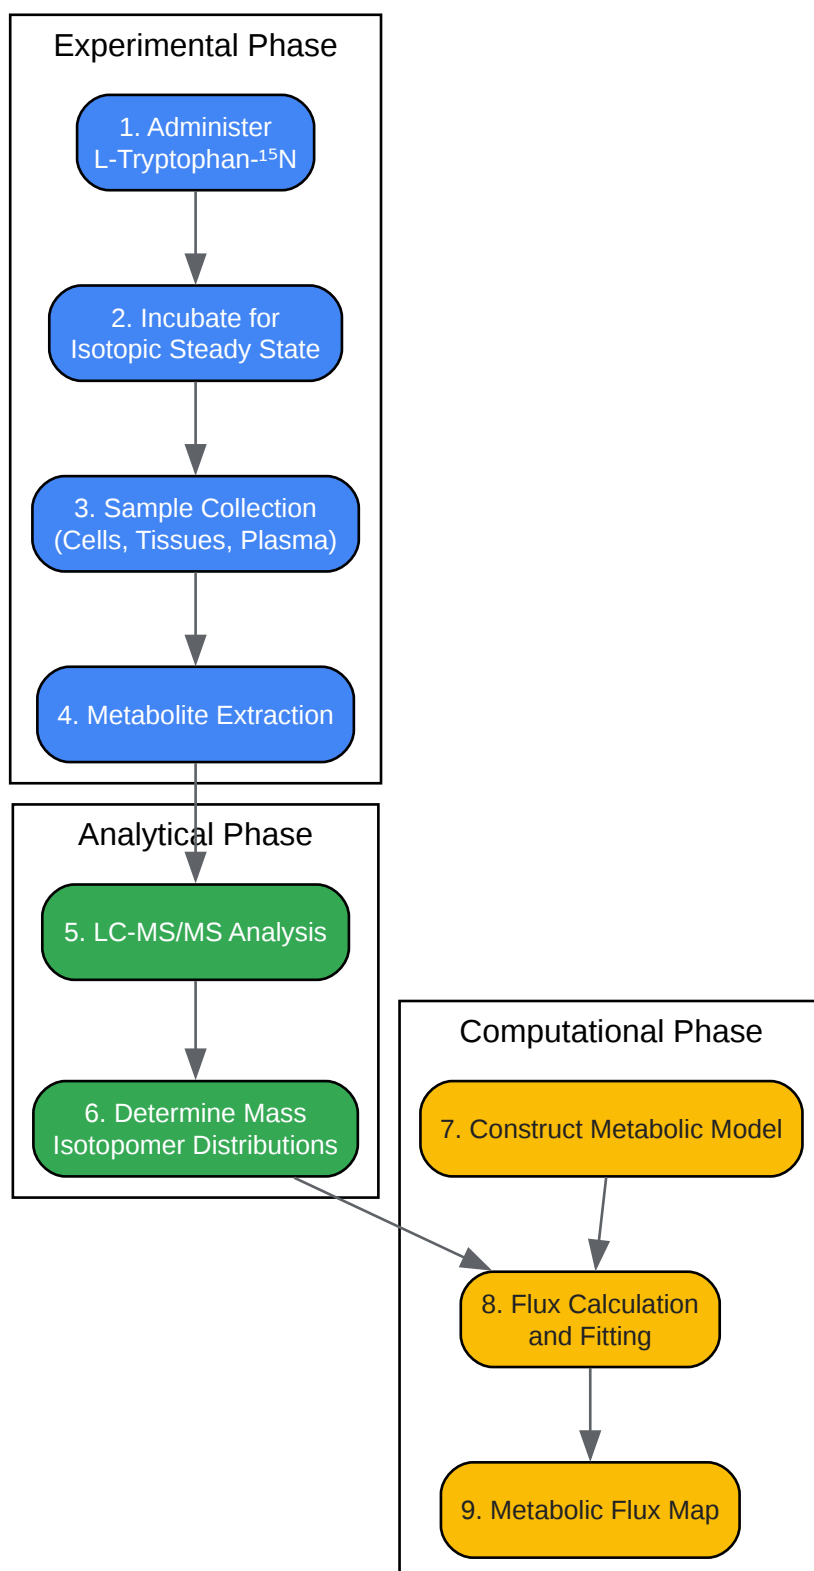 Experimental Phase
1. Administer
L-Tryptophan-¹⁵N
2. Incubate for
Isotopic Steady State
3. Sample Collection
(Cells, Tissues, Plasma)
4. Metabolite Extraction
Analytical Phase
5. LC-MS/MS Analysis
6. Determine Mass
Isotopomer Distributions
Computational Phase
7. Construct Metabolic Model
8. Flux Calculation
and Fitting
9. Metabolic Flux Map